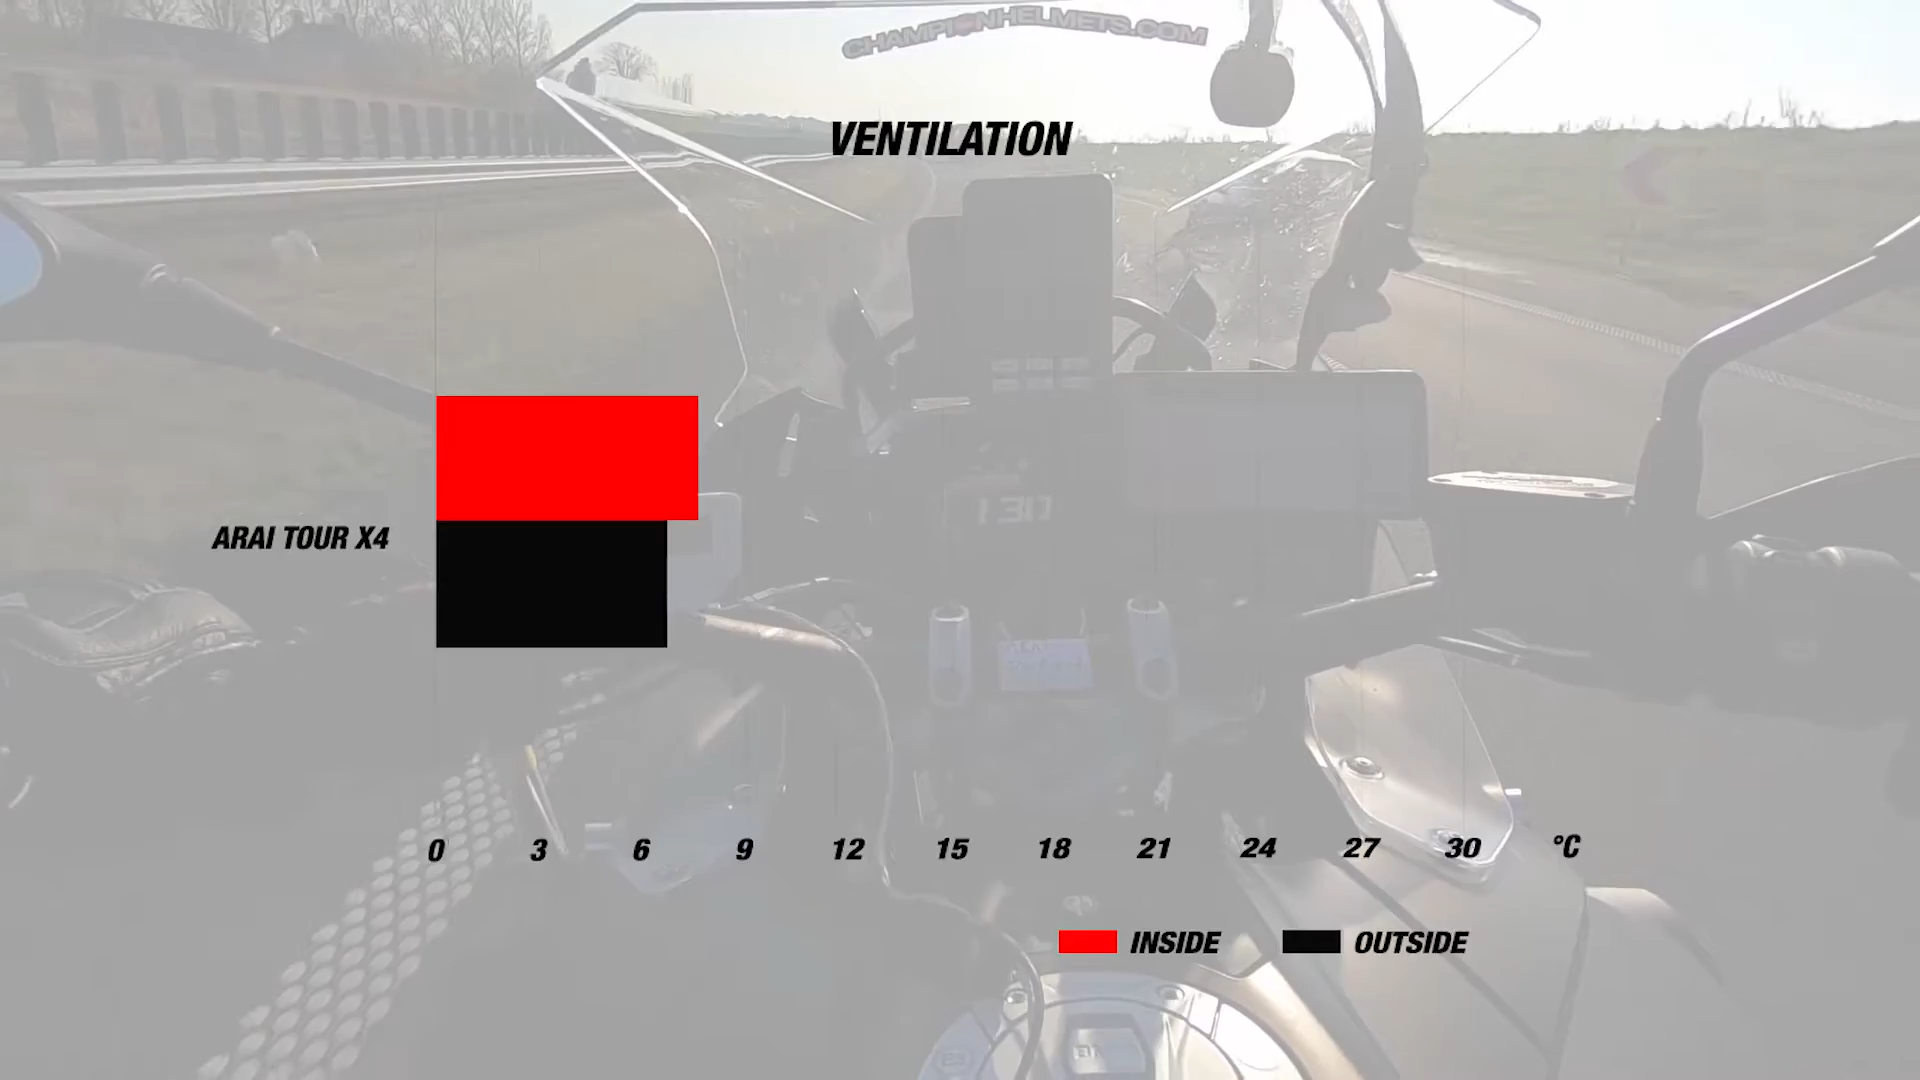 CHAMPIONHELMETS.COM
VENTILATION
ARAI TOUR X4
0 3 6 9 12 15 18 21 24 27 30 °C
INSIDE OUTSIDE